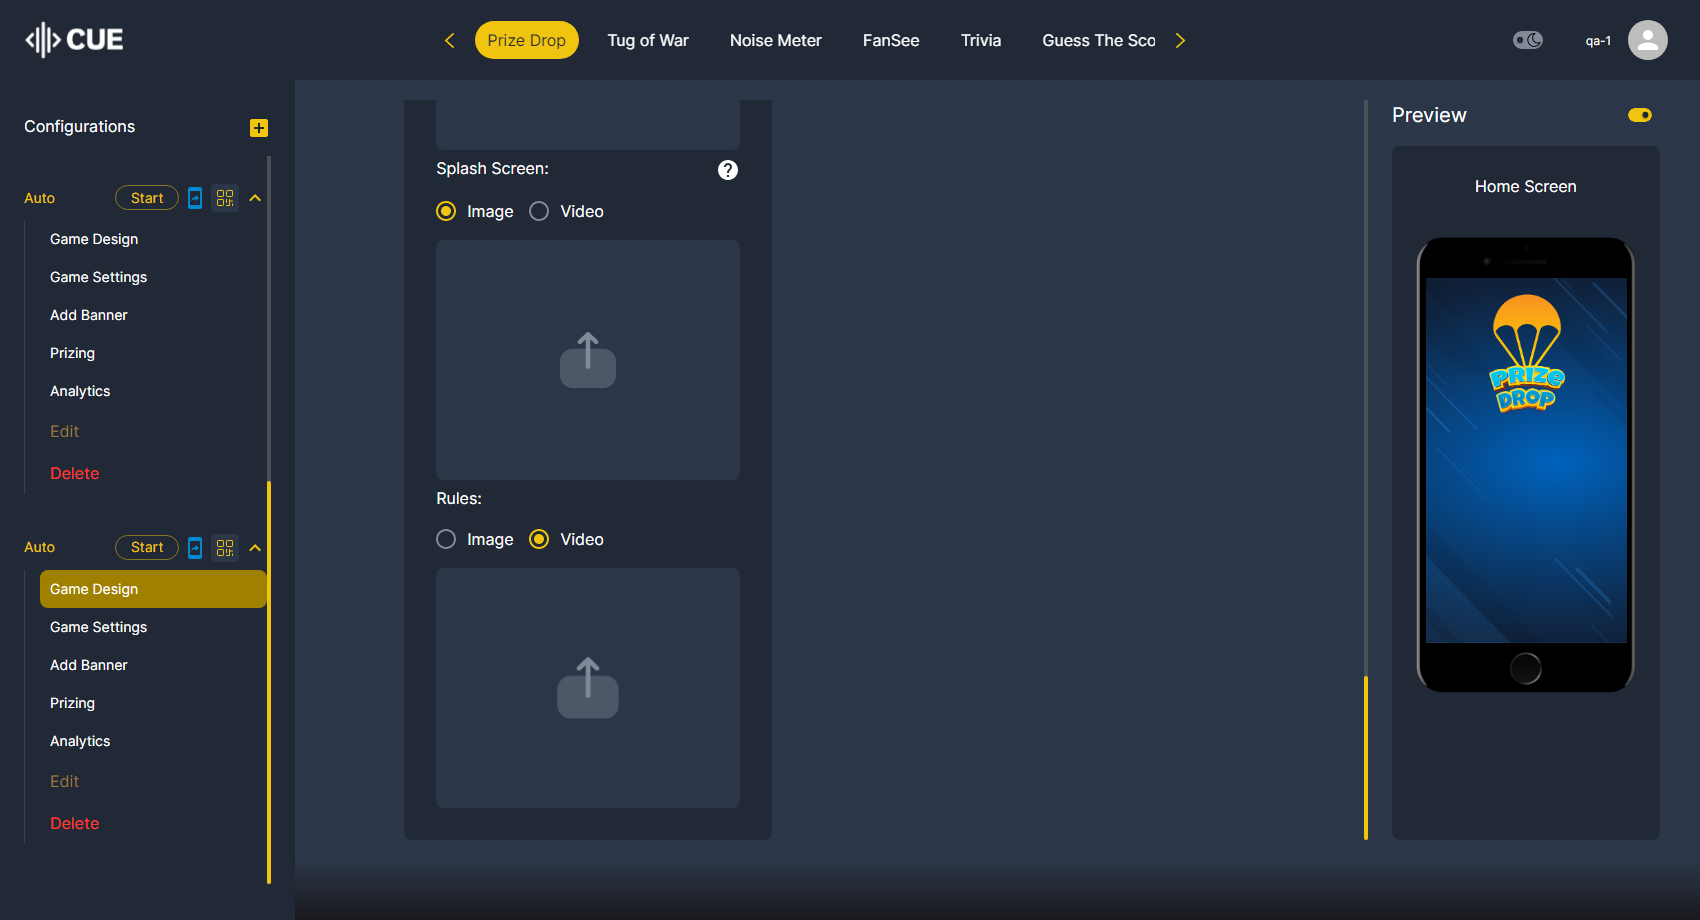 CUE
Prize Drop
Tug of War
Noise Meter
FanSee
Trivia
Guess The Sco
qa-1
Configurations
Auto
Start
Game Design
Game Settings
Add Banner
Prizing
Analytics
Edit
Delete
Auto
Start
Game Design
Game Settings
Add Banner
Prizing
Analytics
Edit
Delete
Splash Screen:
?
Image
Video
Rules:
Image
Video
Preview
Home Screen
PRIZE
DROP